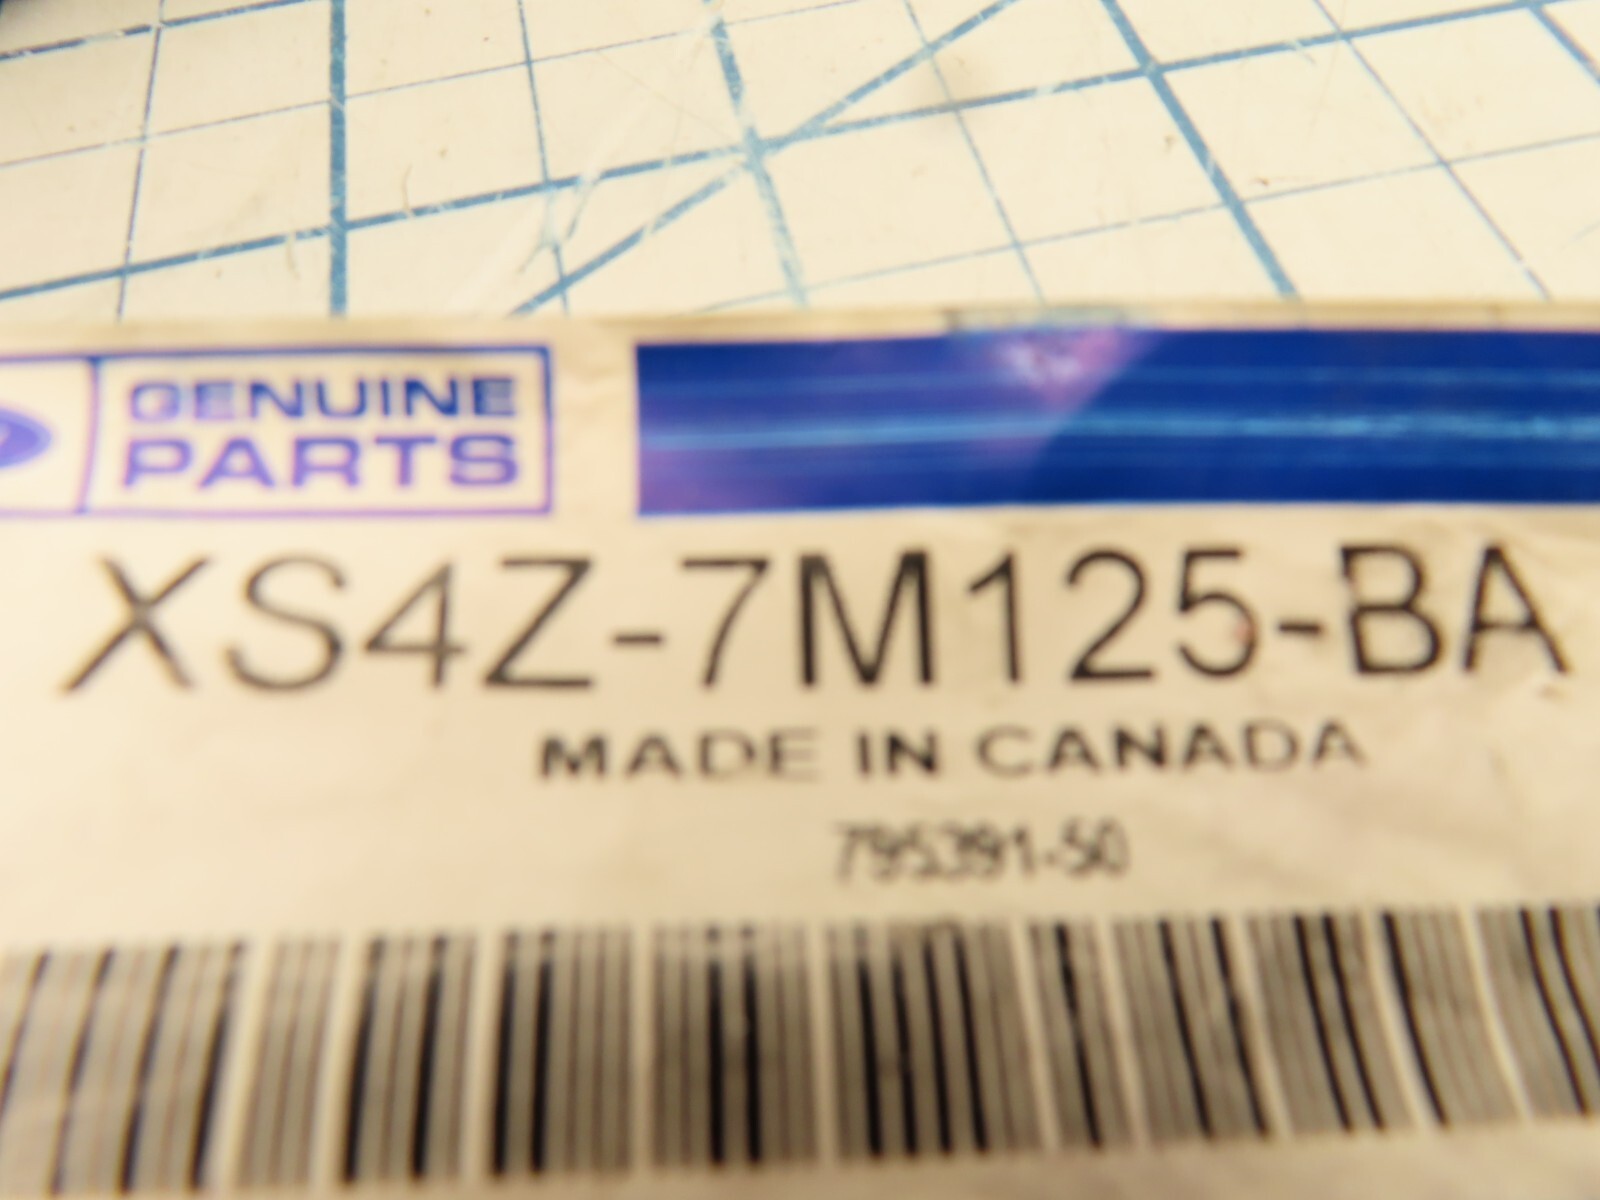 GENUINE
PARTS
XS4Z-7M125-BA
MADE IN CANADA
795391-50